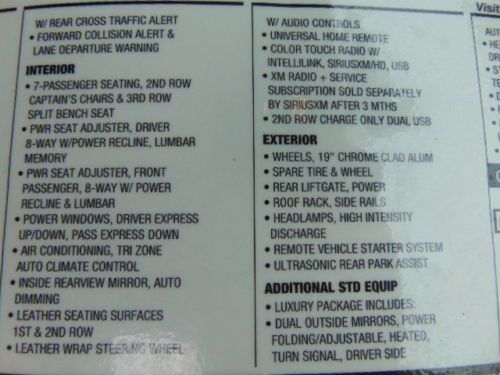 W/ REAR CROSS TRAFFIC ALERT
• FORWARD COLLISION ALERT &
LANE DEPARTURE WARNING
INTERIOR
• 7-PASSENGER SEATING, 2ND ROW
CAPTAIN'S CHAIRS & 3RD ROW
SPLIT BENCH SEAT
• PWR SEAT ADJUSTER, DRIVER
8-WAY W/POWER RECLINE, LUMBAR
MEMORY
• PWR SEAT ADJUSTER, FRONT
PASSENGER, 8-WAY W/ POWER
RECLINE & LUMBAR
• POWER WINDOWS, DRIVER EXPRESS
UP/DOWN, PASS EXPRESS DOWN
• AIR CONDITIONING, TRI ZONE
AUTO CLIMATE CONTROL
• INSIDE REARVIEW MIRROR, AUTO
DIMMING
• LEATHER SEATING SURFACES
1ST & 2ND ROW
• LEATHER WRAP STEERING WHEEL
W/ AUDIO CONTROLS
• UNIVERSAL HOME REMOTE
• COLOR TOUCH RADIO W/
INTELLILINK, SIRIUSXM/HD, USB
• XM RADIO + SERVICE
SUBSCRIPTION SOLD SEPARATELY
BY SIRIUSXM AFTER 3 MTHS
• 2ND ROW CHARGE ONLY DUAL USB
EXTERIOR
• WHEELS, 19" CHROME CLAD ALUM
• SPARE TIRE & WHEEL
• REAR LIFTGATE, POWER
• ROOF RACK, SIDE RAILS
• HEADLAMPS, HIGH INTENSITY
DISCHARGE
• REMOTE VEHICLE STARTER SYSTEM
• ULTRASONIC REAR PARK ASSIST
ADDITIONAL STD EQUIP
• LUXURY PACKAGE INCLUDES:
• DUAL OUTSIDE MIRRORS, POWER
FOLDING/ADJUSTABLE, HEATED,
TURN SIGNAL, DRIVER SIDE
Visit